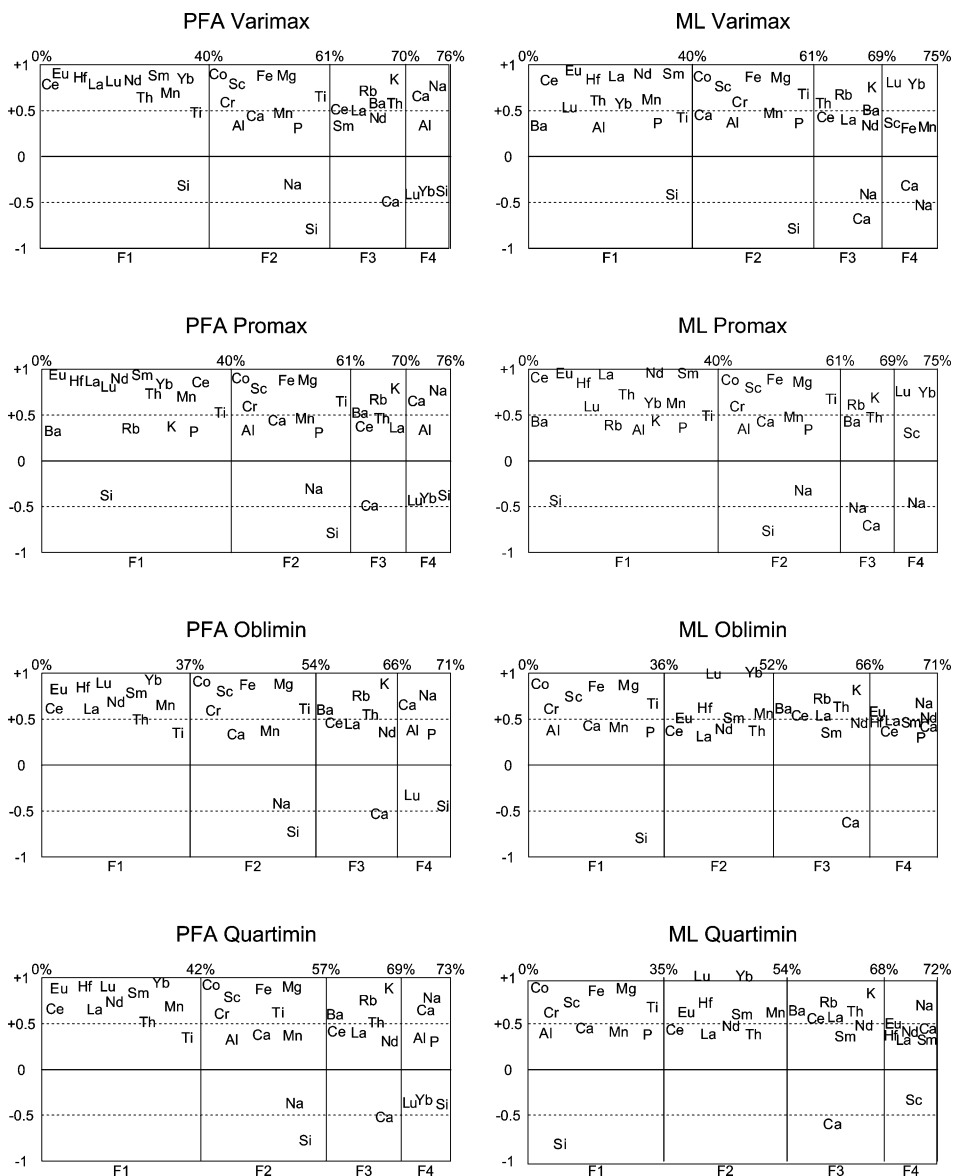 PFA Varimax
0% 40% 61% 70% 76%
+1
Eu Hf La Lu Nd Sm Yb Co Sc Fe Mg K Na
Ce Th Mn Ti Cr Ca Mn Ti Rb Ba Th Ca
+0.5
Al P Ce La Nd Sm Al
0
Si Na Lu Yb Si
-0.5
Ca
Si
-1
F1 F2 F3 F4
ML Varimax
0% 40% 61% 69% 75%
+1
Ce Eu Hf La Nd Sm Co Sc Fe Mg Ti K Lu Yb
Lu Th Yb Mn Cr Th Rb
+0.5
Ba Al P Ti Ca Al Mn P Ce La Ba Nd Sc Fe Mn
0
Si Ca Na Ca Na
-0.5
Si
-1
F1 F2 F3 F4
PFA Promax
0% 40% 61% 70% 76%
+1
Eu Hf La Lu Nd Sm Th Yb Mn Ce Co Sc Fe Mg K Na
Ti Cr Ti Ba Rb Ca
+0.5
Ba Rb K P Al Ca Mn P Ce Th La Al
0
Si Na Lu Yb Si
-0.5
Ca
Si
-1
F1 F2 F3 F4
ML Promax
0% 40% 61% 69% 75%
+1
Ce Eu Hf La Th Nd Sm Co Sc Fe Mg Ti K Lu Yb
Lu Yb Mn Cr Rb
+0.5
Ba Rb Al K P Ti Al Ca Mn P Ba Th Sc
0
Si Na Na Na
-0.5
Si Ca
-1
F1 F2 F3 F4
PFA Oblimin
0% 37% 54% 66% 71%
+1
Eu Hf Lu Sm Yb Co Sc Fe Mg K Na
Ce La Nd Mn Cr Ti Ba Rb Th Ca
+0.5
Th Ti Al Mn Ce La Nd Al P
0
Na Lu Si
-0.5
Si Ca
-1
F1 F2 F3 F4
ML Oblimin
0% 36% 52% 66% 71%
+1
Co Sc Fe Mg Ti Lu Yb K Na
Cr Hf Mn Ba Ce Rb La Th Eu
+0.5
Al Ca Mn P Ce Eu Al Nd Sm Th Sm Nd Hf La La Sm P Nd Ca
0
-0.5
Si Ca
-1
F1 F2 F3 F4
PFA Quartimin
0% 42% 57% 69% 73%
+1
Eu Hf Lu Sm Yb Co Sc Fe Mg K Na
Ce La Nd Th Mn Cr Ti Ba Rb Th Ca
+0.5
Ti Al Ca Mn Ce La Nd Al P
0
Na Lu Yb Si
-0.5
Si Ca
-1
F1 F2 F3 F4
ML Quartimin
0% 35% 54% 68% 72%
+1
Co Sc Fe Mg Ti Lu Yb K Na
Cr Eu Hf Sm Mn Ba Ce Rb La Th Eu
+0.5
Al Ca Mn P Ce Al Nd Th Sm Nd Hf La Nd Ca Sm
0
Sc
-0.5
Si Ca
-1
F1 F2 F3 F4